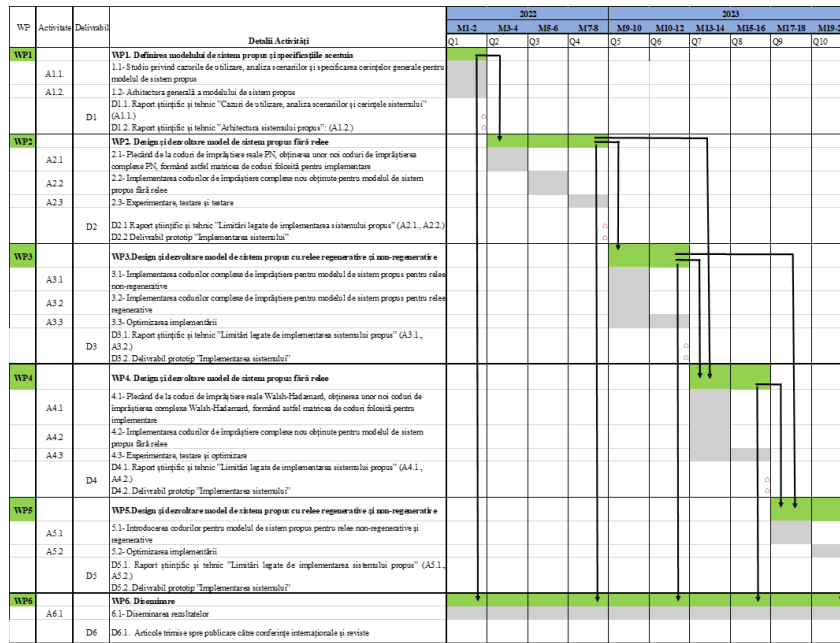 WP Activitate Delivrabil Detalii Activități 2022 2023
M1-2 M3-4 M5-6 M7-8 M9-10 M10-12 M13-14 M15-16 M17-18 M19-2
Q1 Q2 Q3 Q4 Q5 Q6 Q7 Q8 Q9 Q10
WP1 WP1. Definirea modelului de sistem propus și specificațiile acestuia
A1.1. 1.1- Studiu privind cazurile de utilizare, analiza scenariilor și specificarea cerințelor generale pentru
modelul de sistem propus
A1.2. 1.2- Arhitectura generală a modelului de sistem propus
D1 D1.1. Raport științific și tehnic "Cazuri de utilizare, analiza scenariilor și cerințele sistemului"
(A1.1.)
D1.2. Raport științific și tehnic "Arhitectura sistemului propus": (A1.2.)
WP2 WP2. Design și dezvoltare model de sistem propus fără relee
A2.1 2.1- Plecând de la coduri de împrăștiere reale PN, obținerea unor noi coduri de împrăștierea
complexe PN, formând astfel matricea de coduri folosită pentru implementare
A2.2 2.2- Implementarea codurilor de împrăștiere complexe nou obținute pentru modelul de sistem
propus fără relee
A2.3 2.3- Experimentare, testare și testare
D2 D2.1 Raport științific și tehnic "Limitări legate de implementarea sistemului propus" (A2.1., A2.2.)
D2.2 Delivrabil prototip "Implementarea sistemului"
WP3 WP3.Design și dezvoltare model de sistem propus cu relee regenerative și non-regenerative
A3.1 3.1- Implementarea codurilor complexe de împrăștiere pentru modelul de sistem propus pentru relee
non-regenerative
A3.2 3.2- Implementarea codurilor complexe de împrăștiere pentru modelul de sistem propus pentru relee
regenerative
A3.3 3.3- Optimizarea implementării
D3 D3.1. Raport științific și tehnic "Limitări legate de implementarea sistemului propus" (A3.1.,
A3.2.)
D3.2. Delivrabil prototip "Implementarea sistemului"
WP4 WP4. Design și dezvoltare model de sistem propus fără relee
A4.1 4.1- Plecând de la coduri de împrăștiere reale Walsh-Hadamard, obținerea unor noi coduri de
împrăștierea complexe Walsh-Hadamard, formând astfel matricea de coduri folosită pentru
implementare
A4.2 4.2- Implementarea codurilor de împrăștiere complexe nou obținute pentru modelul de sistem
propus fără relee
A4.3 4.3- Experimentare, testare și optimizare
D4 D4.1. Raport științific și tehnic "Limitări legate de implementarea sistemului propus" (A4.1.,
A4.2.)
D4.2. Delivrabil prototip "Implementarea sistemului"
WP5 WP5.Design și dezvoltare model de sistem propus cu relee regenerative și non-regenerative
A5.1 5.1- Introducerea codurilor pentru modelul de sistem propus pentru relee non-regenerative și
regenerative
A5.2 5.2- Optimizarea implementării
D5 D5.1. Raport științific și tehnic "Limitări legate de implementarea sistemului propus" (A5.1.,
A5.2.)
D5.2. Delivrabil prototip "Implementarea sistemului"
WP6 WP6. Diseminare
A6.1 6.1- Diseminarea rezultatelor
D6 D6.1. Articole trimise spre publicare către conferințe internaționale și reviste